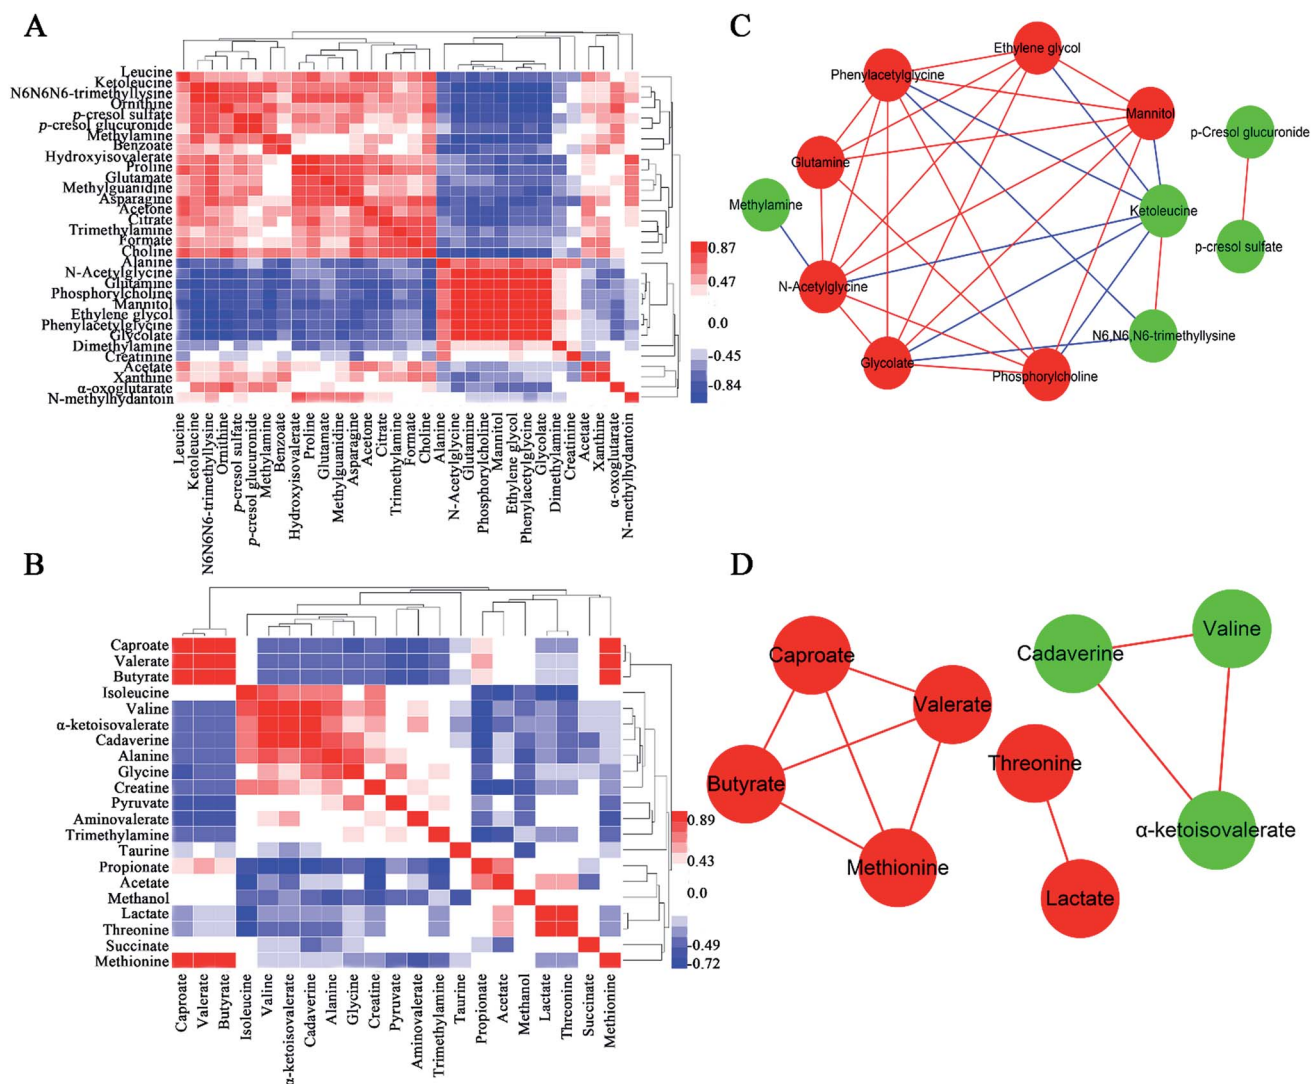 A
Leucine
Ketoleucine
N6N6N6-trimethyllysine
Ornithine
p-cresol sulfate
p-cresol glucuronide
Methylamine
Benzoate
Hydroxyisovalerate
Proline
Glutamate
Methylguanidine
Asparagine
Acetone
Citrate
Trimethylamine
Formate
Choline
Alanine
N-Acetylglycine
Glutamine
Phosphorylcholine
Mannitol
Ethylene glycol
Phenylacetylglycine
Glycolate
Dimethylamine
Creatinine
Acetate
Xanthine
α-oxoglutarate
N-methylhydantoin
0.87
0.47
0.0
-0.45
-0.84
Leucine
Ketoleucine
N6N6N6-trimethyllysine
Ornithine
p-cresol sulfate
p-cresol glucuronide
Methylamine
Benzoate
Hydroxyisovalerate
Proline
Glutamate
Methylguanidine
Asparagine
Acetone
Citrate
Trimethylamine
Formate
Choline
Alanine
N-Acetylglycine
Glutamine
Phosphorylcholine
Mannitol
Ethylene glycol
Phenylacetylglycine
Glycolate
Dimethylamine
Creatinine
Acetate
Xanthine
α-oxoglutarate
N-methylhydantoin
C
Ethylene glycol
Phenylacetylglycine
Mannitol
p-Cresol glucuronide
Glutamine
Methylamine
Ketoleucine
p-cresol sulfate
N-Acetylglycine
N6,N6,N6-trimethyllysine
Glycolate
Phosphorylcholine
B
Caproate
Valerate
Butyrate
Isoleucine
Valine
α-ketoisovalerate
Cadaverine
Alanine
Glycine
Creatine
Pyruvate
Aminovalerate
Trimethylamine
Taurine
Propionate
Acetate
Methanol
Lactate
Threonine
Succinate
Methionine
0.89
0.43
0.0
-0.49
-0.72
Caproate
Valerate
Butyrate
Isoleucine
Valine
α-ketoisovalerate
Cadaverine
Alanine
Glycine
Creatine
Pyruvate
Aminovalerate
Trimethylamine
Taurine
Propionate
Acetate
Methanol
Lactate
Threonine
Succinate
Methionine
D
Caproate
Cadaverine
Valine
Valerate
Threonine
Butyrate
α-ketoisovalerate
Methionine
Lactate